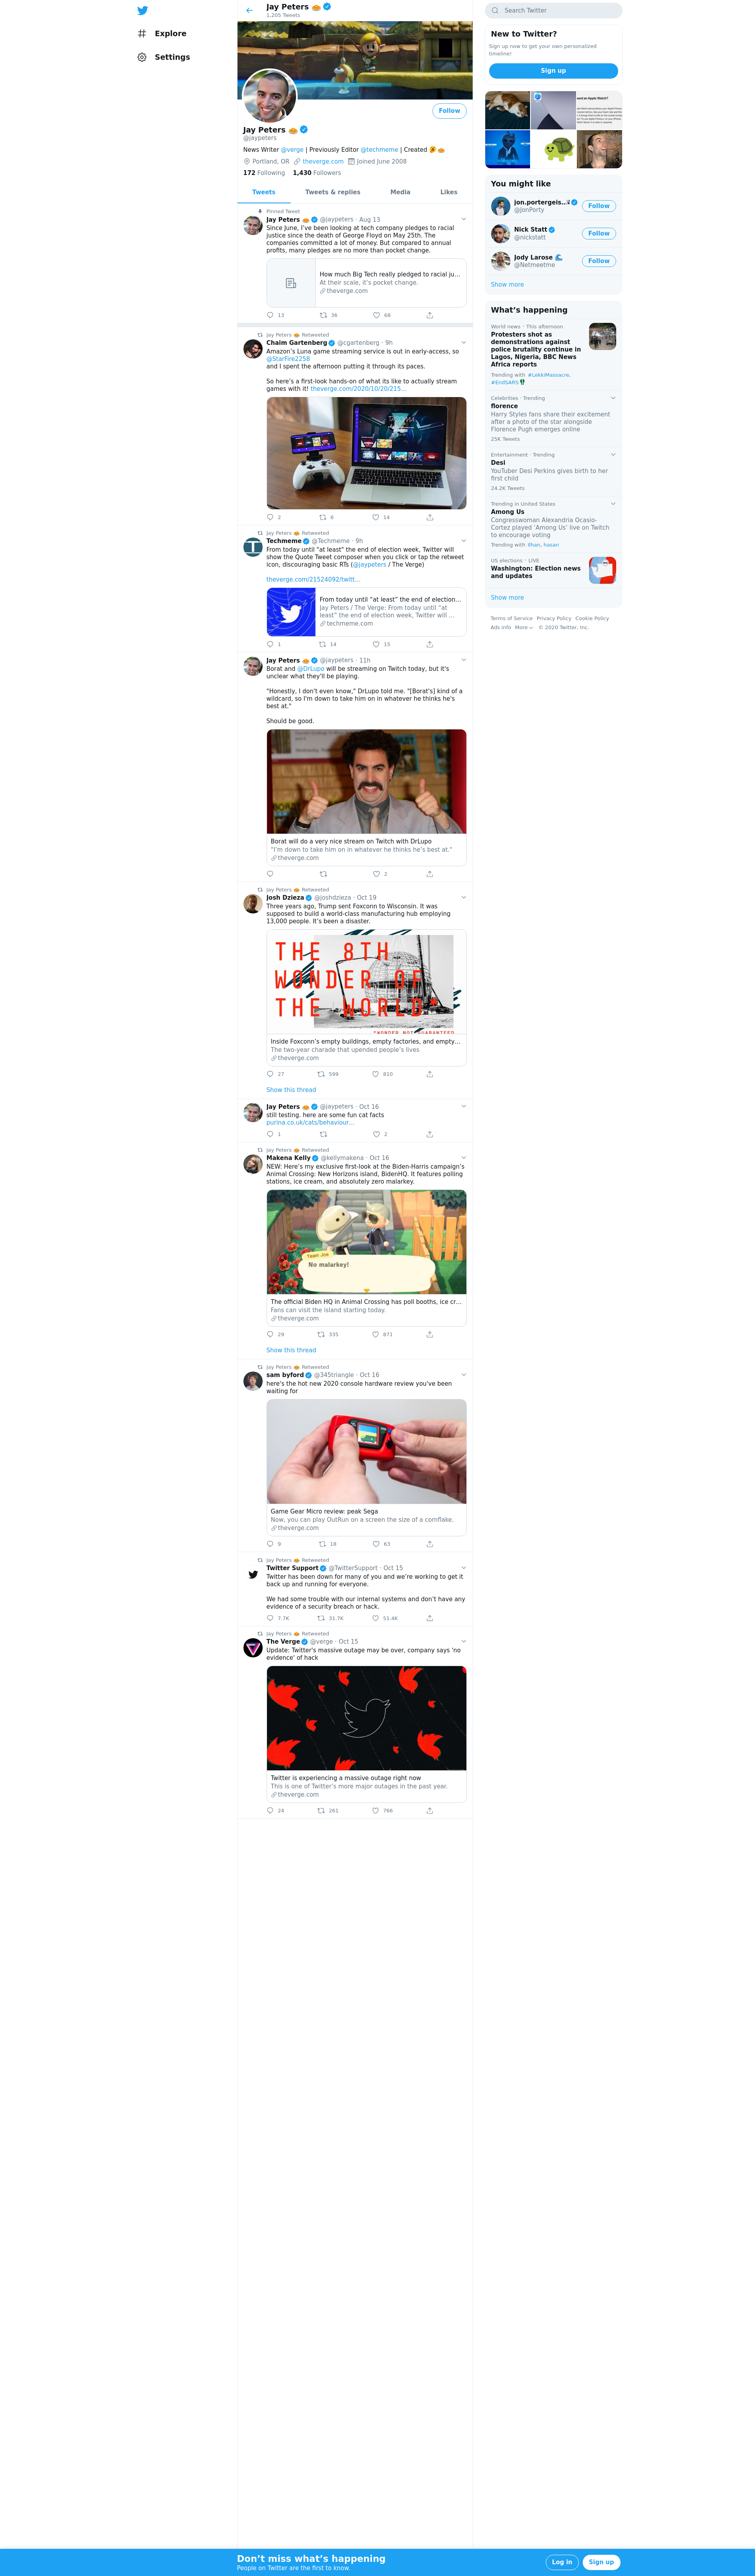 Explore
Settings
Jay Peters
1,205 Tweets
Follow
Jay Peters
@jaypeters
News Writer @verge | Previously Editor @techmeme | Created
Portland, OR theverge.com Joined June 2008
172 Following 1,430 Followers
Tweets Tweets & replies Media Likes
Pinned Tweet
Jay Peters @jaypeters · Aug 13
Since June, I've been looking at tech company pledges to racial
justice since the death of George Floyd on May 25th. The
companies committed a lot of money. But compared to annual
profits, many pledges are no more than pocket change.
How much Big Tech really pledged to racial ju...
At their scale, it's pocket change.
theverge.com
13 36 68
Jay Peters Retweeted
Chaim Gartenberg @cgartenberg · 9h
Amazon's Luna game streaming service is out in early-access, so
@StarFire2258
and I spent the afternoon putting it through its paces.
So here's a first-look hands-on of what its like to actually stream
games with it! theverge.com/2020/10/20/215...
2 6 14
Jay Peters Retweeted
Techmeme @Techmeme · 9h
From today until "at least" the end of election week, Twitter will
show the Quote Tweet composer when you click or tap the retweet
icon, discouraging basic RTs (@jaypeters / The Verge)
theverge.com/21524092/twitt...
From today until "at least" the end of election...
Jay Peters / The Verge: From today until "at
least" the end of election week, Twitter will ...
techmeme.com
1 14 15
Jay Peters @jaypeters · 11h
Borat and @DrLupo will be streaming on Twitch today, but it's
unclear what they'll be playing.
"Honestly, I don't even know," DrLupo told me. "[Borat's] kind of a
wildcard, so I'm down to take him on in whatever he thinks he's
best at."
Should be good.
Borat will do a very nice stream on Twitch with DrLupo
"I'm down to take him on in whatever he thinks he's best at."
theverge.com
2
Jay Peters Retweeted
Josh Dzieza @joshdzieza · Oct 19
Three years ago, Trump sent Foxconn to Wisconsin. It was
supposed to build a world-class manufacturing hub employing
13,000 people. It's been a disaster.
THE 8TH
WONDER OF
THE WORLD*
*WONDER NOT GUARANTEED
Inside Foxconn's empty buildings, empty factories, and empty...
The two-year charade that upended people's lives
theverge.com
27 599 810
Show this thread
Jay Peters @jaypeters · Oct 16
still testing. here are some fun cat facts
purina.co.uk/cats/behaviour...
1 2
Jay Peters Retweeted
Makena Kelly @kellymakena · Oct 16
NEW: Here's my exclusive first-look at the Biden-Harris campaign's
Animal Crossing: New Horizons island, BidenHQ. It features polling
stations, ice cream, and absolutely zero malarkey.
Team Joe
No malarkey!
The official Biden HQ in Animal Crossing has poll booths, ice cr...
Fans can visit the island starting today.
theverge.com
29 335 871
Show this thread
Jay Peters Retweeted
sam byford @345triangle · Oct 16
here's the hot new 2020 console hardware review you've been
waiting for
Game Gear Micro review: peak Sega
Now, you can play OutRun on a screen the size of a cornflake.
theverge.com
9 18 63
Jay Peters Retweeted
Twitter Support @TwitterSupport · Oct 15
Twitter has been down for many of you and we're working to get it
back up and running for everyone.
We had some trouble with our internal systems and don't have any
evidence of a security breach or hack.
7.7K 31.7K 51.4K
Jay Peters Retweeted
The Verge @verge · Oct 15
Update: Twitter's massive outage may be over, company says 'no
evidence' of hack
Twitter is experiencing a massive outage right now
This is one of Twitter's more major outages in the past year.
theverge.com
24 261 766
Search Twitter
New to Twitter?
Sign up now to get your own personalized
timeline!
Sign up
You might like
jon.portergeis...
@JonPorty
Follow
Nick Statt
@nickstatt
Follow
Jody Larose
@Netmeetme
Follow
Show more
What's happening
World news · This afternoon
Protesters shot as
demonstrations against
police brutality continue in
Lagos, Nigeria, BBC News
Africa reports
Trending with #LekkiMassacre,
#EndSARS
Celebrities · Trending
florence
Harry Styles fans share their excitement
after a photo of the star alongside
Florence Pugh emerges online
25K Tweets
Entertainment · Trending
Desi
YouTuber Desi Perkins gives birth to her
first child
24.2K Tweets
Trending in United States
Among Us
Congresswoman Alexandria Ocasio-
Cortez played 'Among Us' live on Twitch
to encourage voting
Trending with Ilhan, hasan
US elections · LIVE
Washington: Election news
and updates
Show more
Terms of Service Privacy Policy Cookie Policy
Ads info More © 2020 Twitter, Inc.
Don't miss what's happening
People on Twitter are the first to know.
Log in Sign up